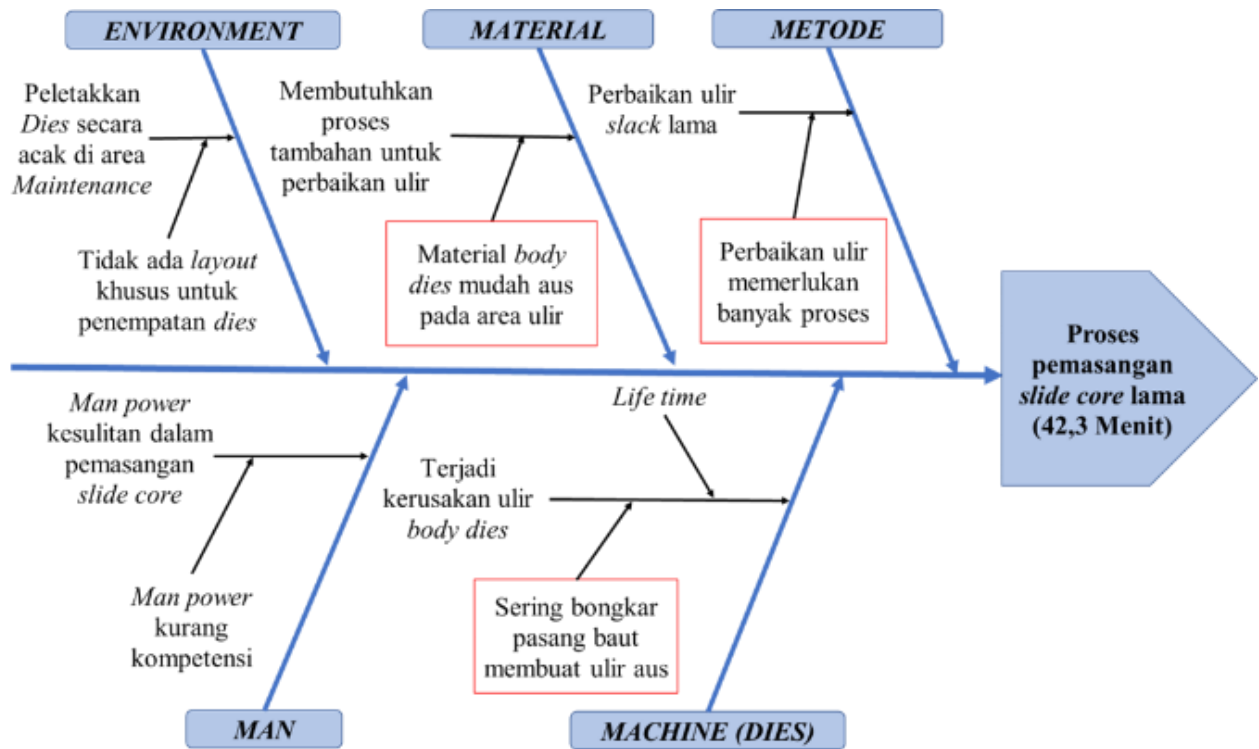 ENVIRONMENT
MATERIAL
METODE
Peletakkan
Dies secara
acak di area
Maintenance
Tidak ada layout
khusus untuk
penempatan dies
Membutuhkan
proses
tambahan untuk
perbaikan ulir
Material body
dies mudah aus
pada area ulir
Perbaikan ulir
slack lama
Perbaikan ulir
memerlukan
banyak proses
Proses
pemasangan
slide core lama
(42,3 Menit)
Man power
kesulitan dalam
pemasangan
slide core
Man power
kurang
kompetensi
Life time
Terjadi
kerusakan ulir
body dies
Sering bongkar
pasang baut
membuat ulir aus
MAN
MACHINE (DIES)